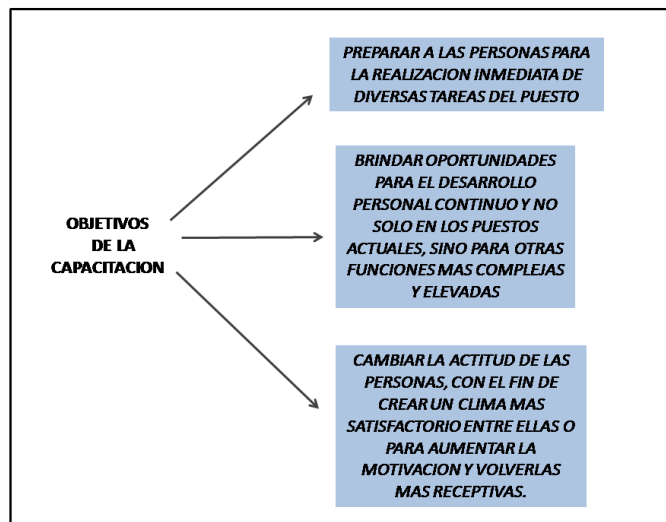 OBJETIVOS
DE LA
CAPACITACION
PREPARAR A LAS PERSONAS PARA
LA REALIZACION INMEDIATA DE
DIVERSAS TAREAS DEL PUESTO
BRINDAR OPORTUNIDADES
PARA EL DESARROLLO
PERSONAL CONTINUO Y NO
SOLO EN LOS PUESTOS
ACTUALES, SINO PARA OTRAS
FUNCIONES MAS COMPLEJAS
Y ELEVADAS
CAMBIAR LA ACTITUD DE LAS
PERSONAS, CON EL FIN DE
CREAR UN CLIMA MAS
SATISFACTORIO ENTRE ELLAS O
PARA AUMENTAR LA
MOTIVACION Y VOLVERLAS
MAS RECEPTIVAS.